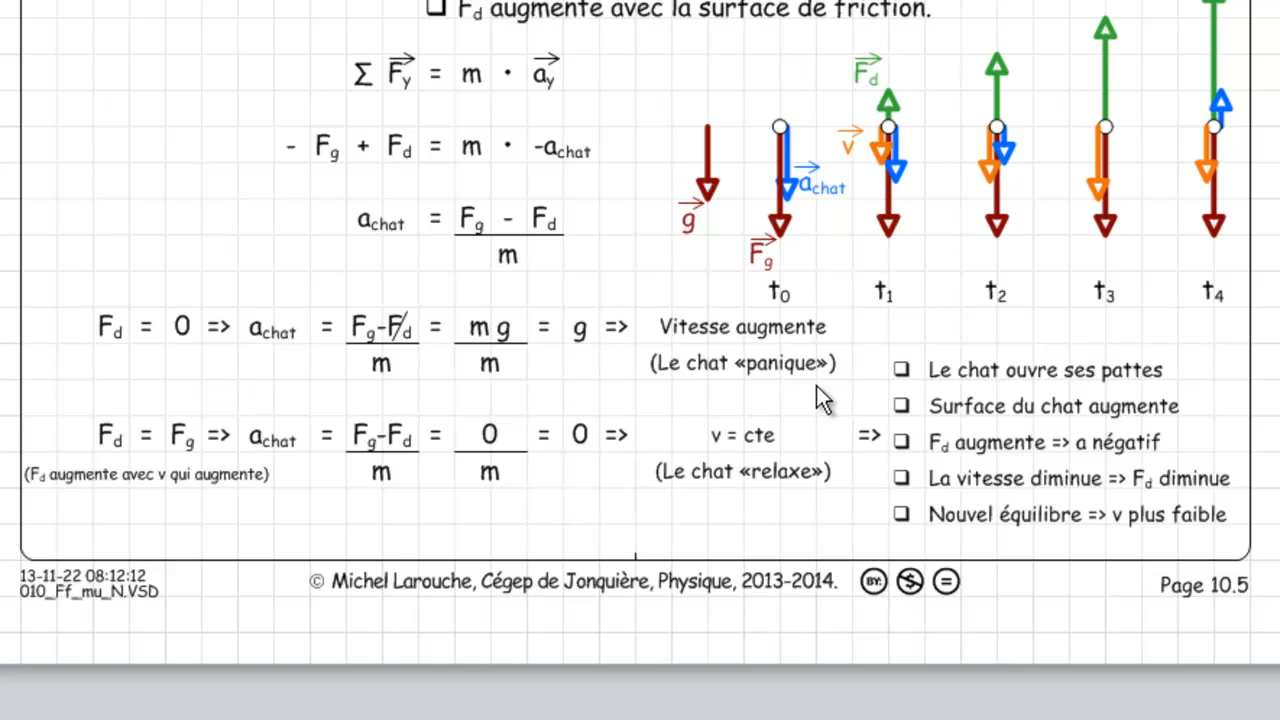 ❑ Fd augmente avec la surface de friction.
Σ Fy = m · ay
- Fg + Fd = m · -achat
achat = Fg - Fd
m
Fd
v
achat
g
Fg
t0 t1 t2 t3 t4
Fd = 0 => achat = Fg-Fd = m g = g => Vitesse augmente
m m (Le chat «panique»)
Fd = Fg => achat = Fg-Fd = 0 = 0 => v = cte =>
(Fd augmente avec v qui augmente) m m (Le chat «relaxe»)
❑ Le chat ouvre ses pattes
❑ Surface du chat augmente
❑ Fd augmente => a négatif
❑ La vitesse diminue => Fd diminue
❑ Nouvel équilibre => v plus faible
13-11-22 08:12:12
010_Ff_mu_N.VSD
© Michel Larouche, Cégep de Jonquière, Physique, 2013-2014. BY: $ =
Page 10.5